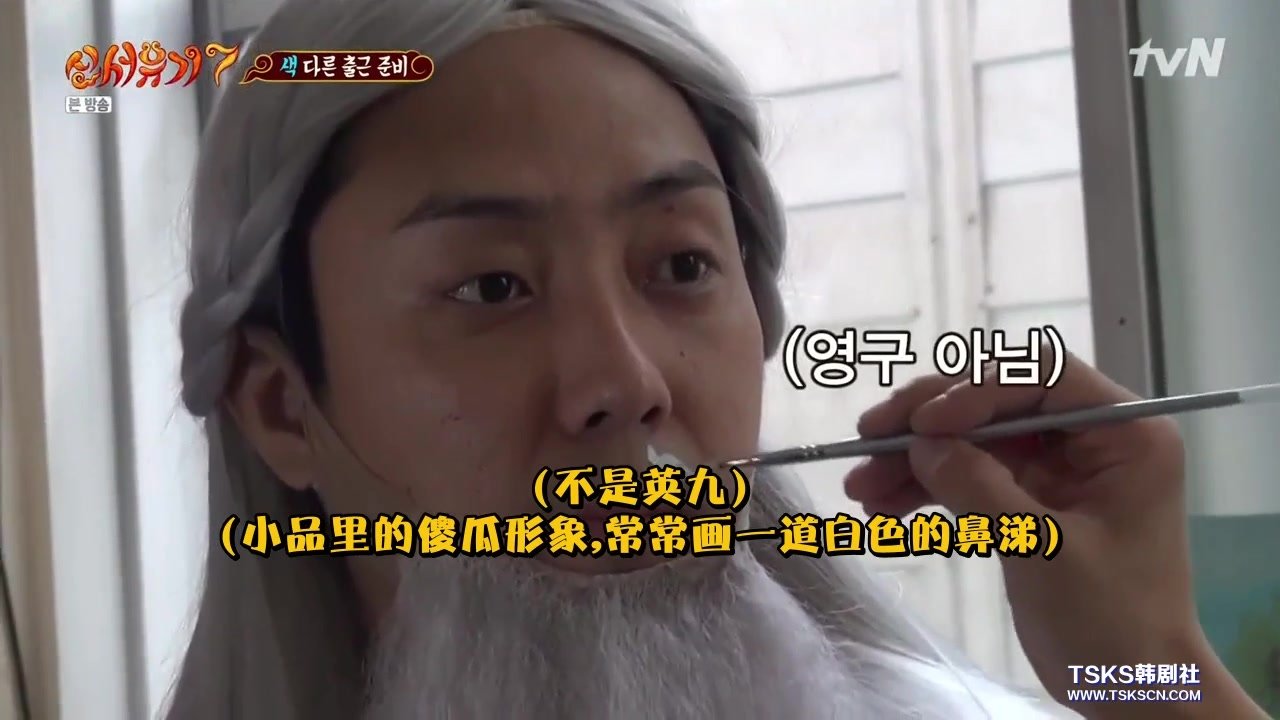 신서유기 7
색 다른 출근 준비
tvN
본 방송
(영구 아님)
(不是英九)
(小品里的傻瓜形象,常常画一道白色的鼻涕)
TSKS韩剧社
WWW.TSKSCN.COM